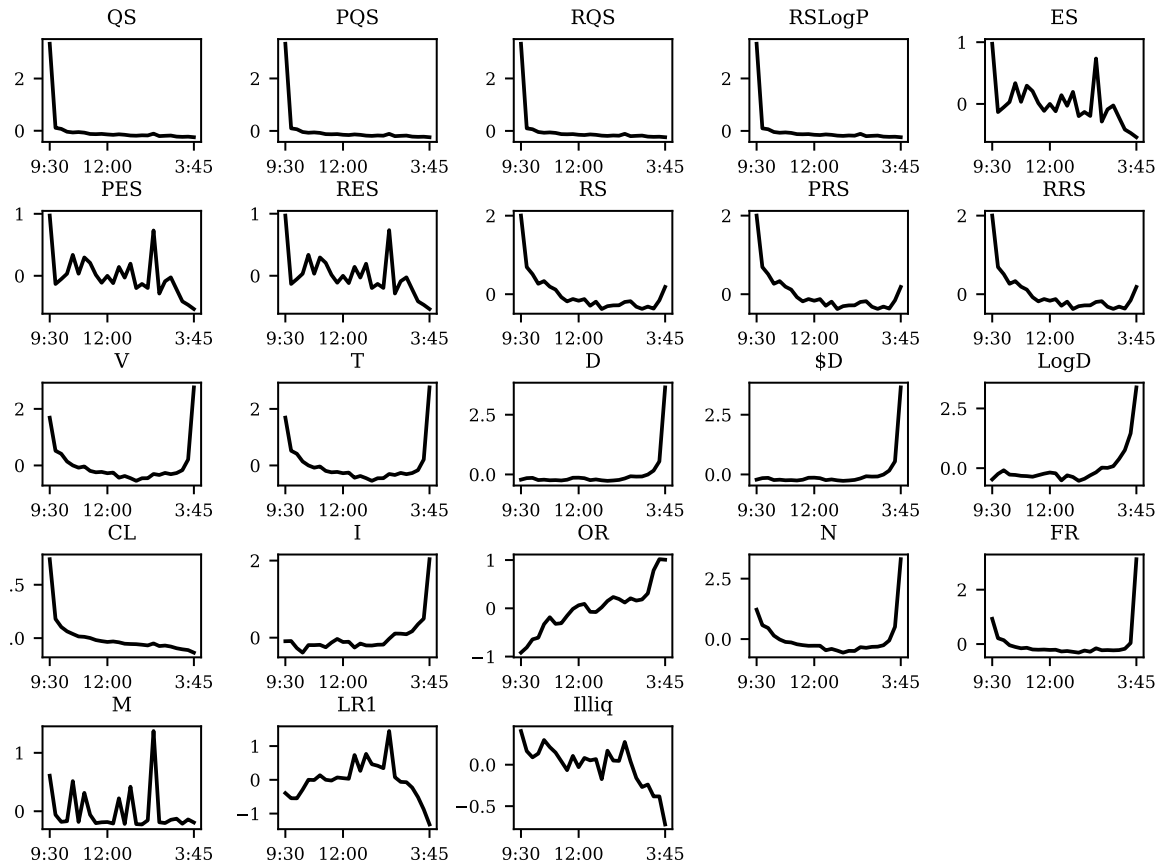 QS PQS RQS RSLogP ES
2 2 2 2 1
0 0 0 0 0
9:30 12:00 3:45 9:30 12:00 3:45 9:30 12:00 3:45 9:30 12:00 3:45 9:30 12:00 3:45
PES RES RS PRS RRS
1 1 2 2 2
0 0 0 0 0
9:30 12:00 3:45 9:30 12:00 3:45 9:30 12:00 3:45 9:30 12:00 3:45 9:30 12:00 3:45
V T D $D LogD
2 2 2.5 2.5 2.5
0 0 0.0 0.0 0.0
9:30 12:00 3:45 9:30 12:00 3:45 9:30 12:00 3:45 9:30 12:00 3:45 9:30 12:00 3:45
CL I OR N FR
.5 2 1 2.5 2
.0 0 0 0.0 0
−1
9:30 12:00 3:45 9:30 12:00 3:45 9:30 12:00 3:45 9:30 12:00 3:45 9:30 12:00 3:45
M LR1 Illiq
1 1 0.0
0 0 −0.5
−1
9:30 12:00 3:45 9:30 12:00 3:45 9:30 12:00 3:45